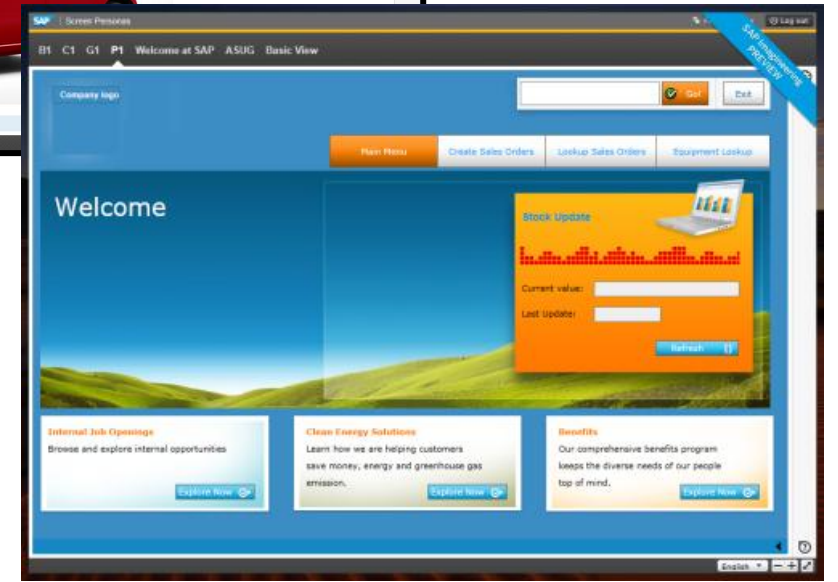 SAP | Screen Personas
Log out
B1 C1 G1 P1 Welcome at SAP ASUG Basic View
SAP Imagineering
PREVIEW
Company logo
Go!
Exit
Main Menu
Create Sales Orders
Lookup Sales Orders
Equipment Lookup
Welcome
Stock Update
Current value:
Last Update:
Refresh
Internal Job Openings
Browse and explore internal opportunities
Explore Now
Clean Energy Solutions
Learn how we are helping customers
save money, energy and greenhouse gas
emission.
Explore Now
Benefits
Our comprehensive benefits program
keeps the diverse needs of our people
top of mind.
Explore Now
English